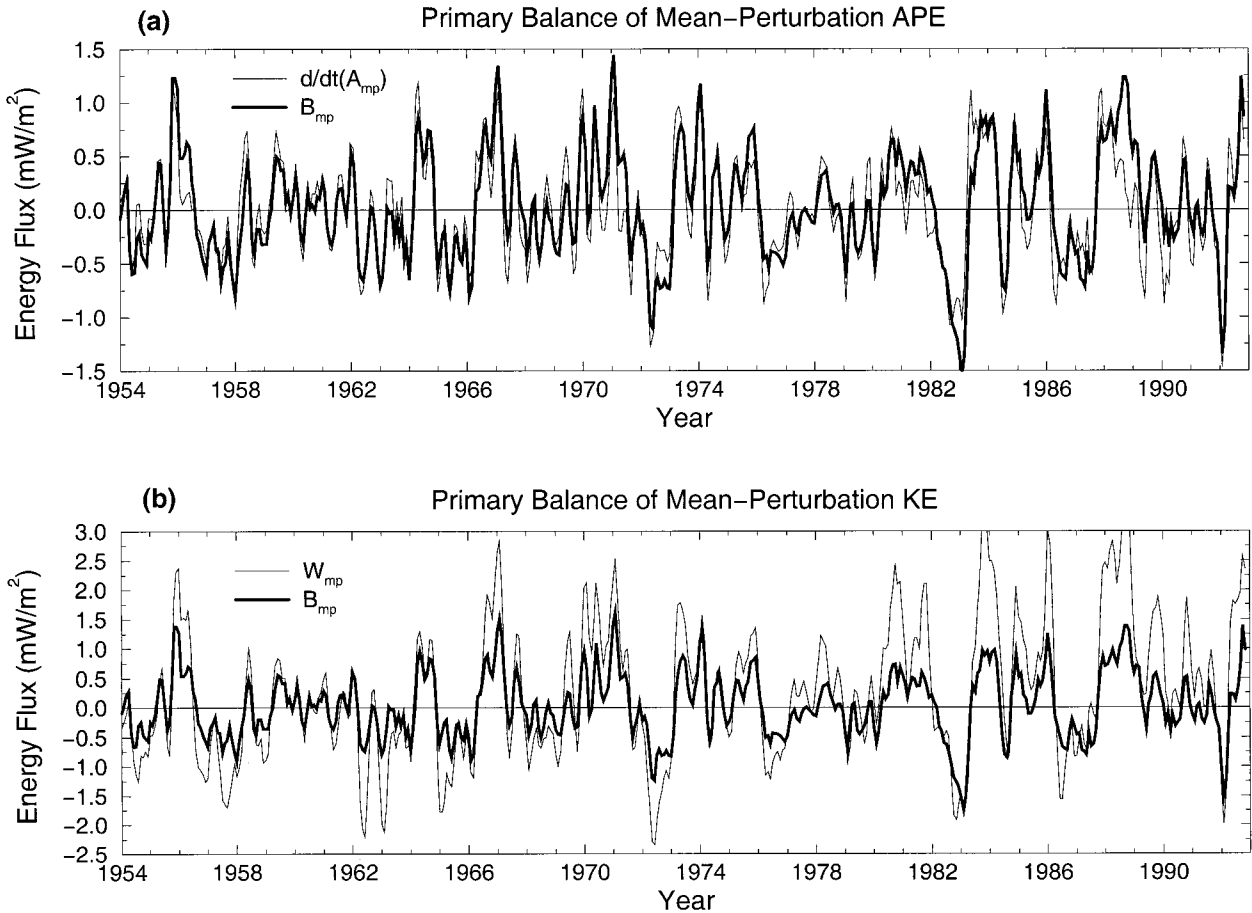 (a) Primary Balance of Mean−Perturbation APE
1.5
d/dt(Amp)
Bmp
1.0
0.5
0.0
−0.5
−1.0
−1.5
Energy Flux (mW/m²)
1954 1958 1962 1966 1970 1974 1978 1982 1986 1990
Year
(b) Primary Balance of Mean−Perturbation KE
3.0
2.5
Wmp
2.0
Bmp
1.5
1.0
0.5
0.0
−0.5
−1.0
−1.5
−2.0
−2.5
Energy Flux (mW/m²)
1954 1958 1962 1966 1970 1974 1978 1982 1986 1990
Year